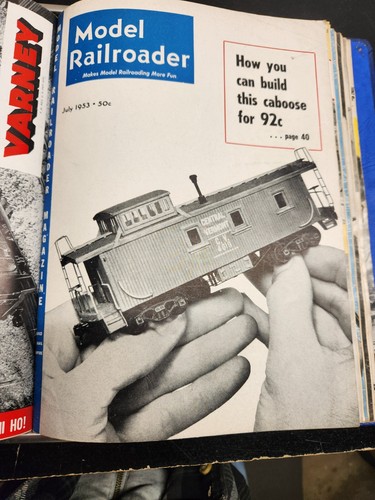 VARNEY
MODEL RAILROADER MAGAZINE
Model
Railroader
Makes Model Railroading More Fun
July 1953 • 50c
How you
can build
this caboose
for 92c
. . . page 40
CENTRAL
VERMONT
HO!